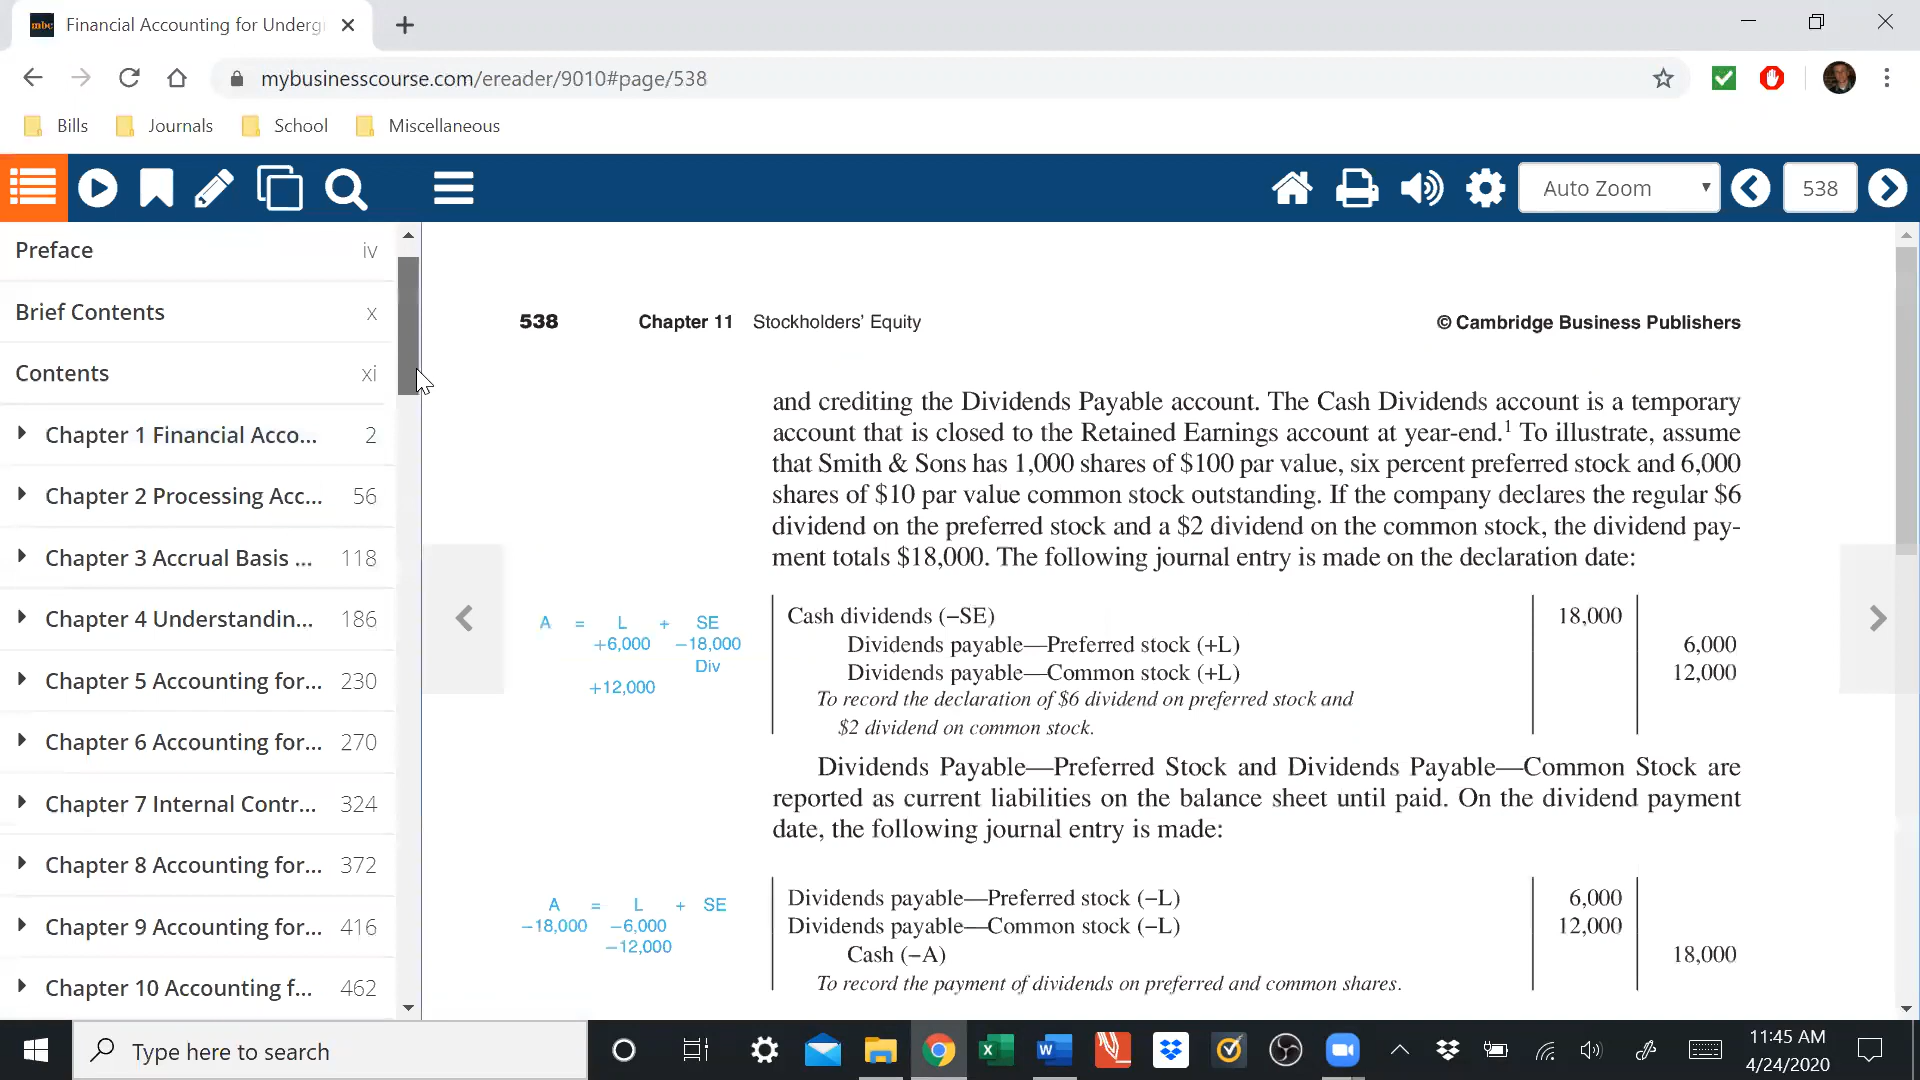 Financial Accounting for Underg
mybusinesscourse.com/ereader/9010#page/538
Bills
Journals
School
Miscellaneous
Auto Zoom
538
Preface iv
Brief Contents x
Contents xi
Chapter 1 Financial Acco... 2
Chapter 2 Processing Acc... 56
Chapter 3 Accrual Basis ... 118
Chapter 4 Understandin... 186
Chapter 5 Accounting for... 230
Chapter 6 Accounting for... 270
Chapter 7 Internal Contr... 324
Chapter 8 Accounting for... 372
Chapter 9 Accounting for... 416
Chapter 10 Accounting f... 462
538 Chapter 11 Stockholders' Equity © Cambridge Business Publishers
and crediting the Dividends Payable account. The Cash Dividends account is a temporary
account that is closed to the Retained Earnings account at year-end.1 To illustrate, assume
that Smith & Sons has 1,000 shares of $100 par value, six percent preferred stock and 6,000
shares of $10 par value common stock outstanding. If the company declares the regular $6
dividend on the preferred stock and a $2 dividend on the common stock, the dividend pay-
ment totals $18,000. The following journal entry is made on the declaration date:
A = L + SE
+6,000 −18,000
Div
+12,000
Cash dividends (−SE) 18,000
Dividends payable—Preferred stock (+L) 6,000
Dividends payable—Common stock (+L) 12,000
To record the declaration of $6 dividend on preferred stock and
$2 dividend on common stock.
Dividends Payable—Preferred Stock and Dividends Payable—Common Stock are
reported as current liabilities on the balance sheet until paid. On the dividend payment
date, the following journal entry is made:
A = L + SE
−18,000 −6,000
−12,000
Dividends payable—Preferred stock (−L) 6,000
Dividends payable—Common stock (−L) 12,000
Cash (−A) 18,000
To record the payment of dividends on preferred and common shares.
Type here to search
11:45 AM
4/24/2020